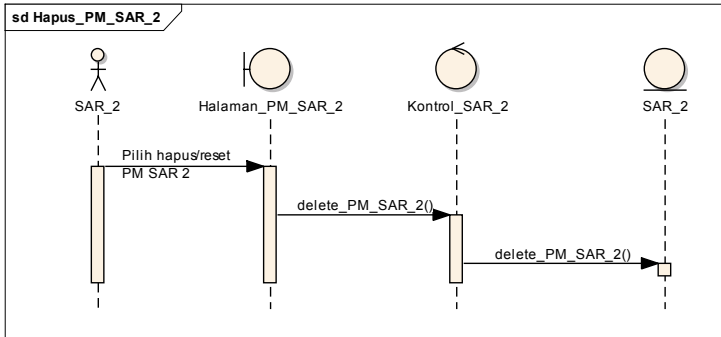 sd Hapus_PM_SAR_2
SAR_2
Halaman_PM_SAR_2
Kontrol_SAR_2
SAR_2
Pilih hapus/reset
PM SAR 2
delete_PM_SAR_2()
delete_PM_SAR_2()